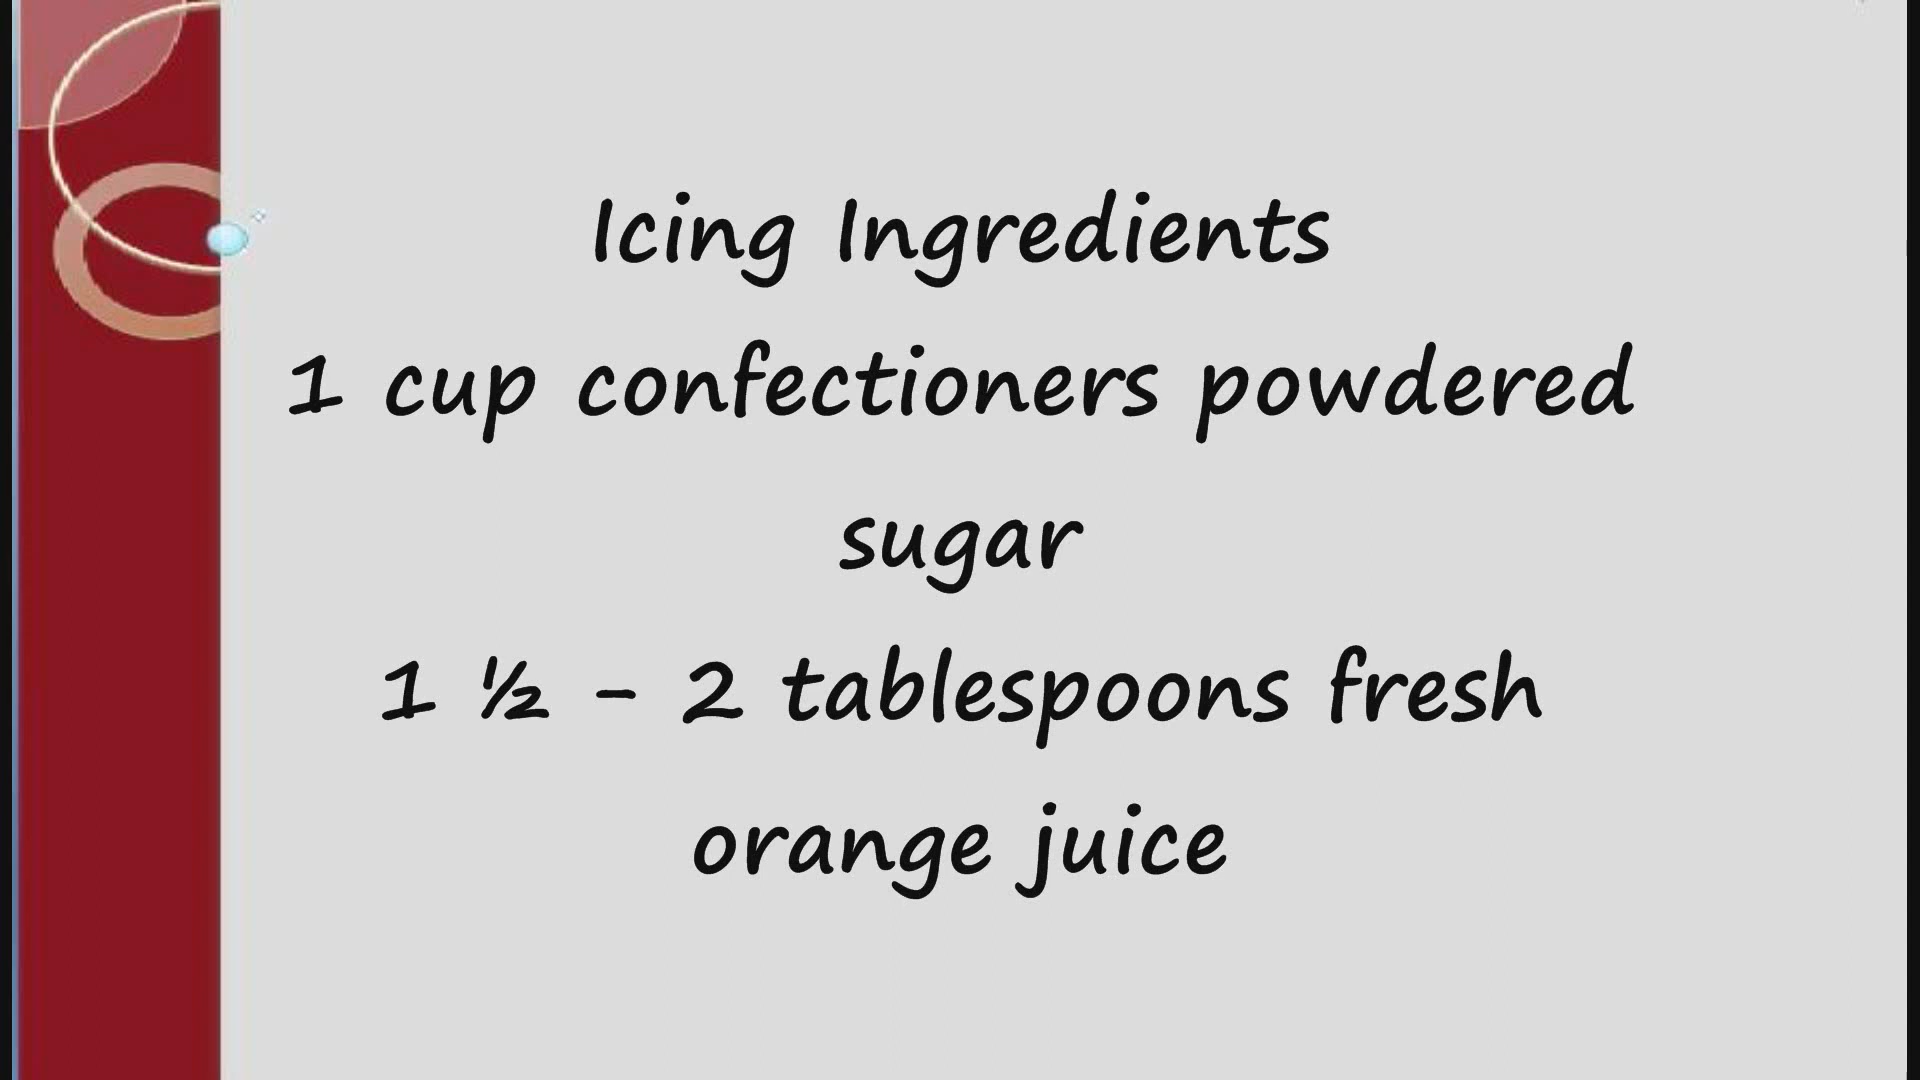 Icing Ingredients
1 cup confectioners powdered
sugar
1 ½ - 2 tablespoons fresh
orange juice